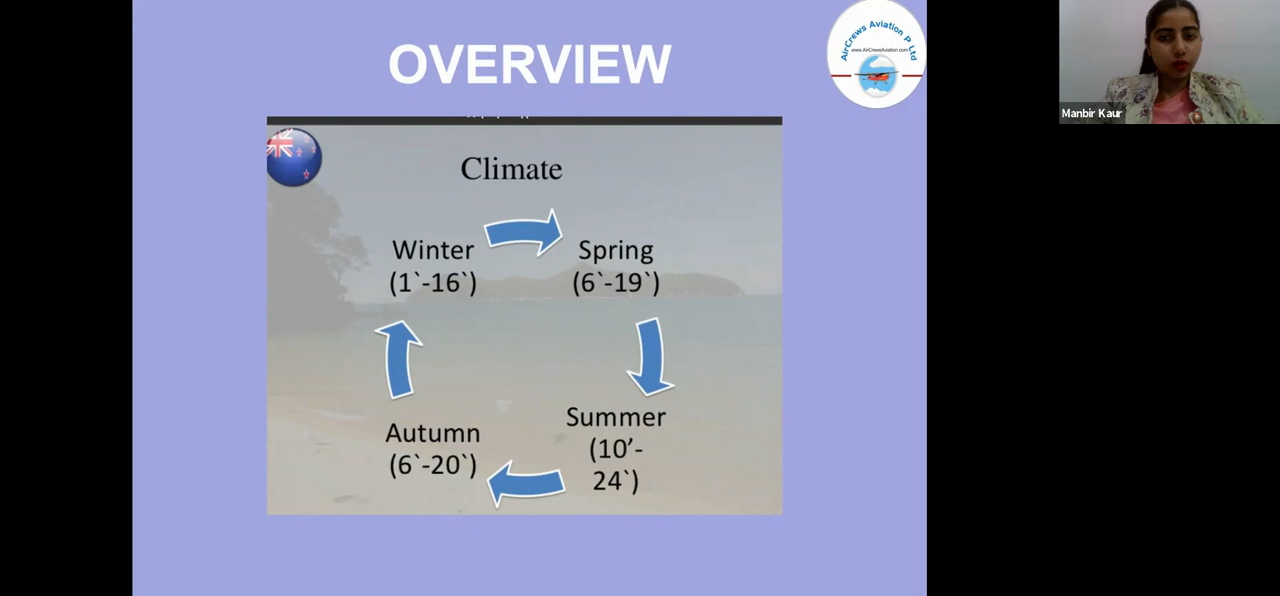 OVERVIEW
AirCrews Aviation P Ltd
www.AirCrewsAviation.com
Manbir Kaur
Climate
Winter
(1`-16`)
Spring
(6`-19`)
Summer
(10’-
24`)
Autumn
(6`-20`)